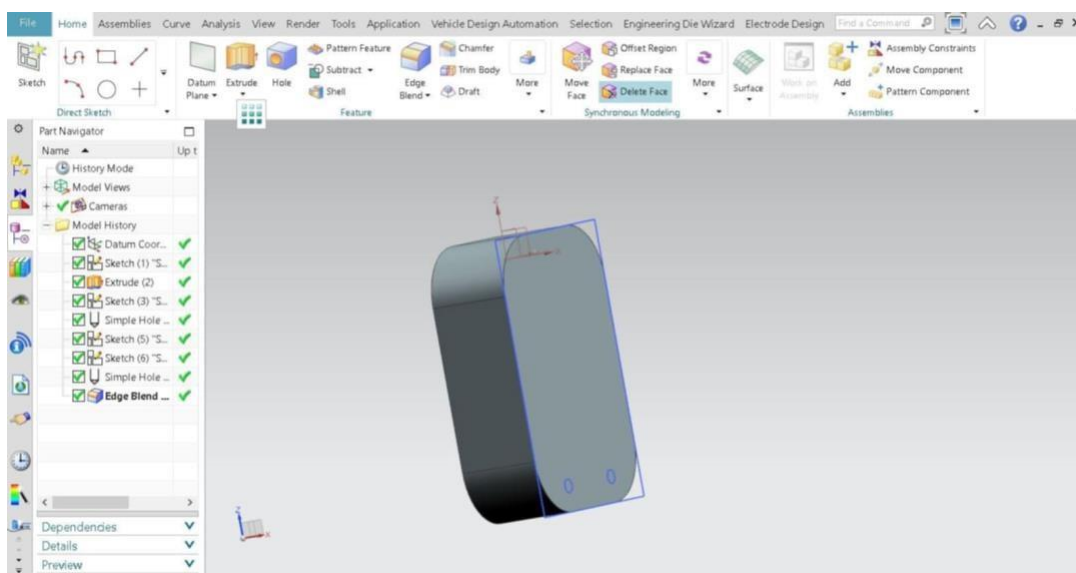 File Home Assemblies Curve Analysis View Render Tools Application Vehicle Design Automation Selection Engineering Die Wizard Electrode Design Find a Command
Pattern Feature Chamfer Offset Region Assembly Constraints
Subtract Trim Body Replace Face Move Component
Sketch Datum Plane Extrude Hole Shell Edge Blend Draft More Move Face Delete Face More Surface Work on Assembly Add Pattern Component
Direct Sketch Feature Synchronous Modeling Assemblies
Part Navigator
Name Up t
History Mode
Model Views
Cameras
Model History
Datum Coor...
Sketch (1) "S...
Extrude (2)
Sketch (3) "S...
Simple Hole ...
Sketch (5) "S...
Sketch (6) "S...
Simple Hole ...
Edge Blend ...
Dependencies
Details
Preview
Z
X
Z
X